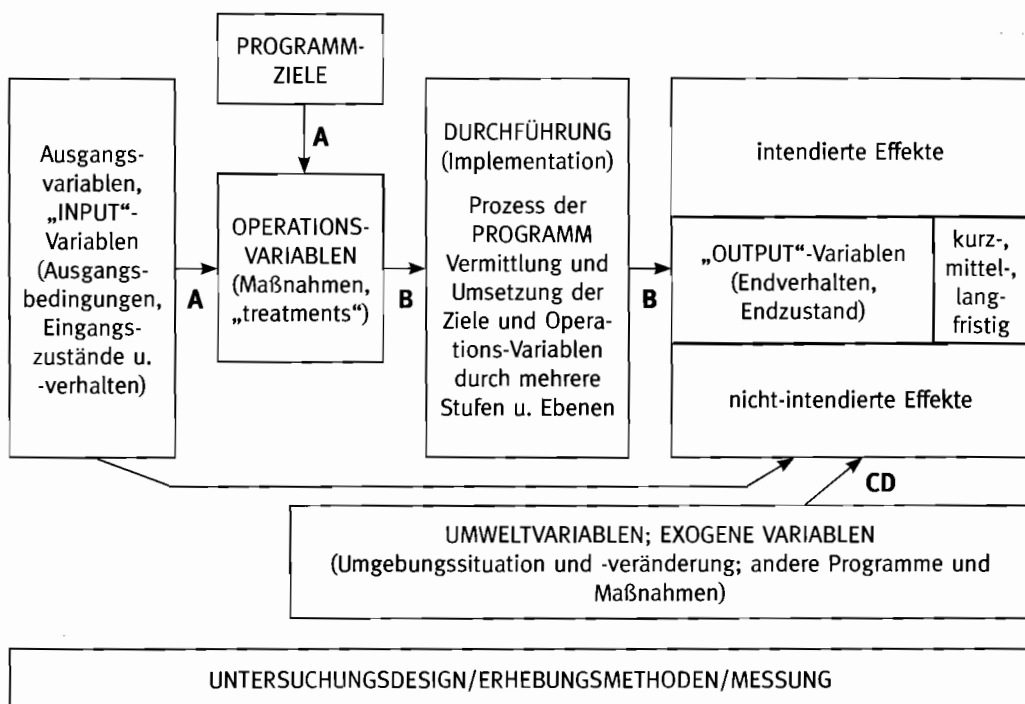 PROGRAMM-
ZIELE
A
Ausgangs-
variablen,
„INPUT“-
Variablen
(Ausgangs-
bedingungen,
Eingangs-
zustände u.
-verhalten)
A
OPERATIONS-
VARIABLEN
(Maßnahmen,
„treatments“)
B
DURCHFÜHRUNG
(Implementation)
Prozess der
PROGRAMM
Vermittlung und
Umsetzung der
Ziele und Opera-
tions-Variablen
durch mehrere
Stufen u. Ebenen
B
intendierte Effekte
„OUTPUT“-Variablen
(Endverhalten,
Endzustand)
kurz-,
mittel-,
lang-
fristig
nicht-intendierte Effekte
CD
UMWELTVARIABLEN; EXOGENE VARIABLEN
(Umgebungssituation und -veränderung; andere Programme und
Maßnahmen)
UNTERSUCHUNGSDESIGN/ERHEBUNGSMETHODEN/MESSUNG